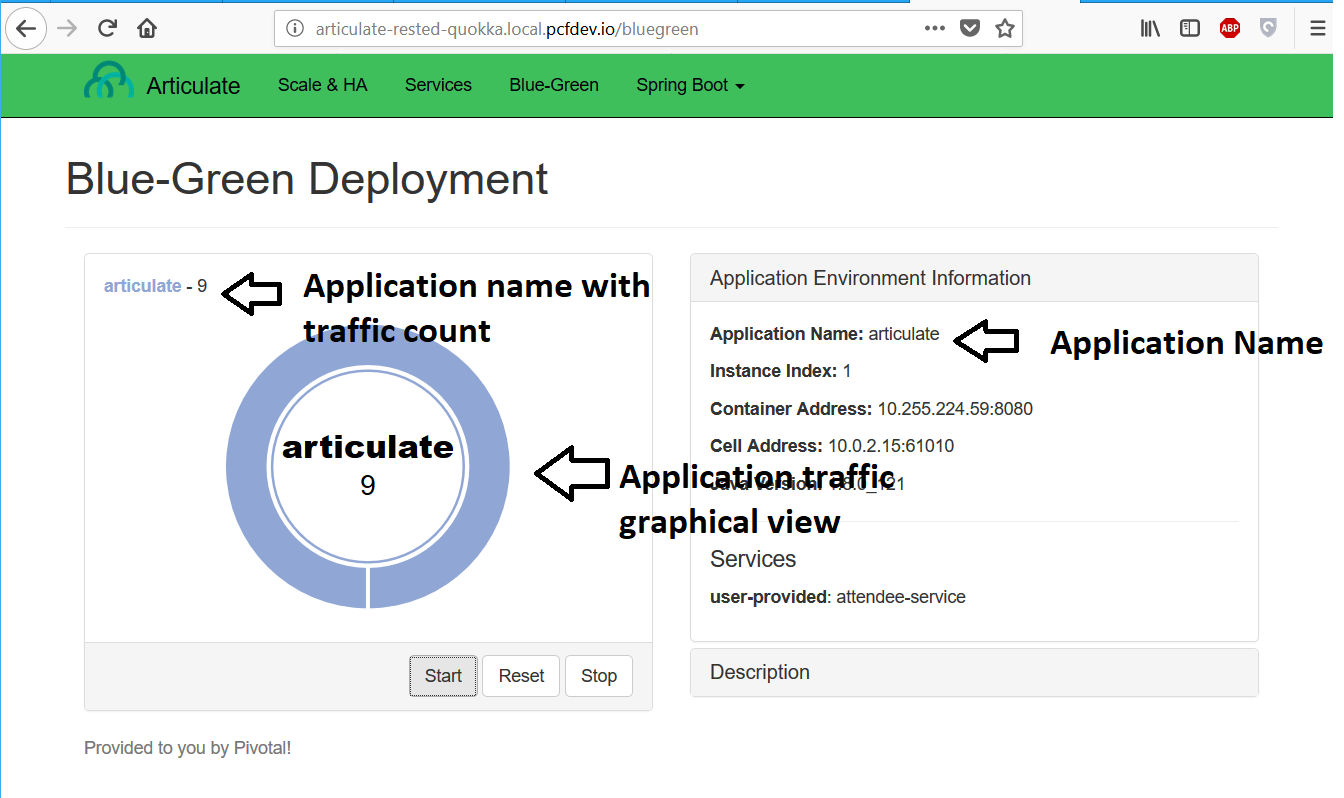 articulate-rested-quokka.local.pcfdev.io/bluegreen
ABP
Articulate Scale & HA Services Blue-Green Spring Boot
Blue-Green Deployment
articulate - 9
Application name with
traffic count
articulate
9
Application traffic
graphical view
Start Reset Stop
Application Environment Information
Application Name: articulate
Application Name
Instance Index: 1
Container Address: 10.255.224.59:8080
Cell Address: 10.0.2.15:61010
Java Version: 1.8.0_121
Services
user-provided: attendee-service
Description
Provided to you by Pivotal!